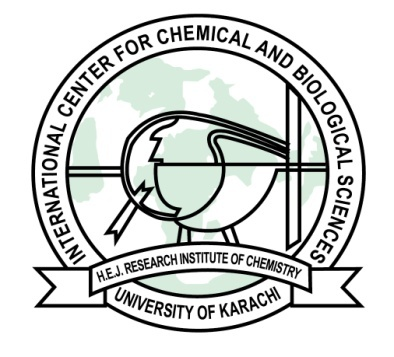 INTERNATIONAL CENTER FOR CHEMICAL AND BIOLOGICAL SCIENCES
H.E.J. RESEARCH INSTITUTE OF CHEMISTRY
UNIVERSITY OF KARACHI